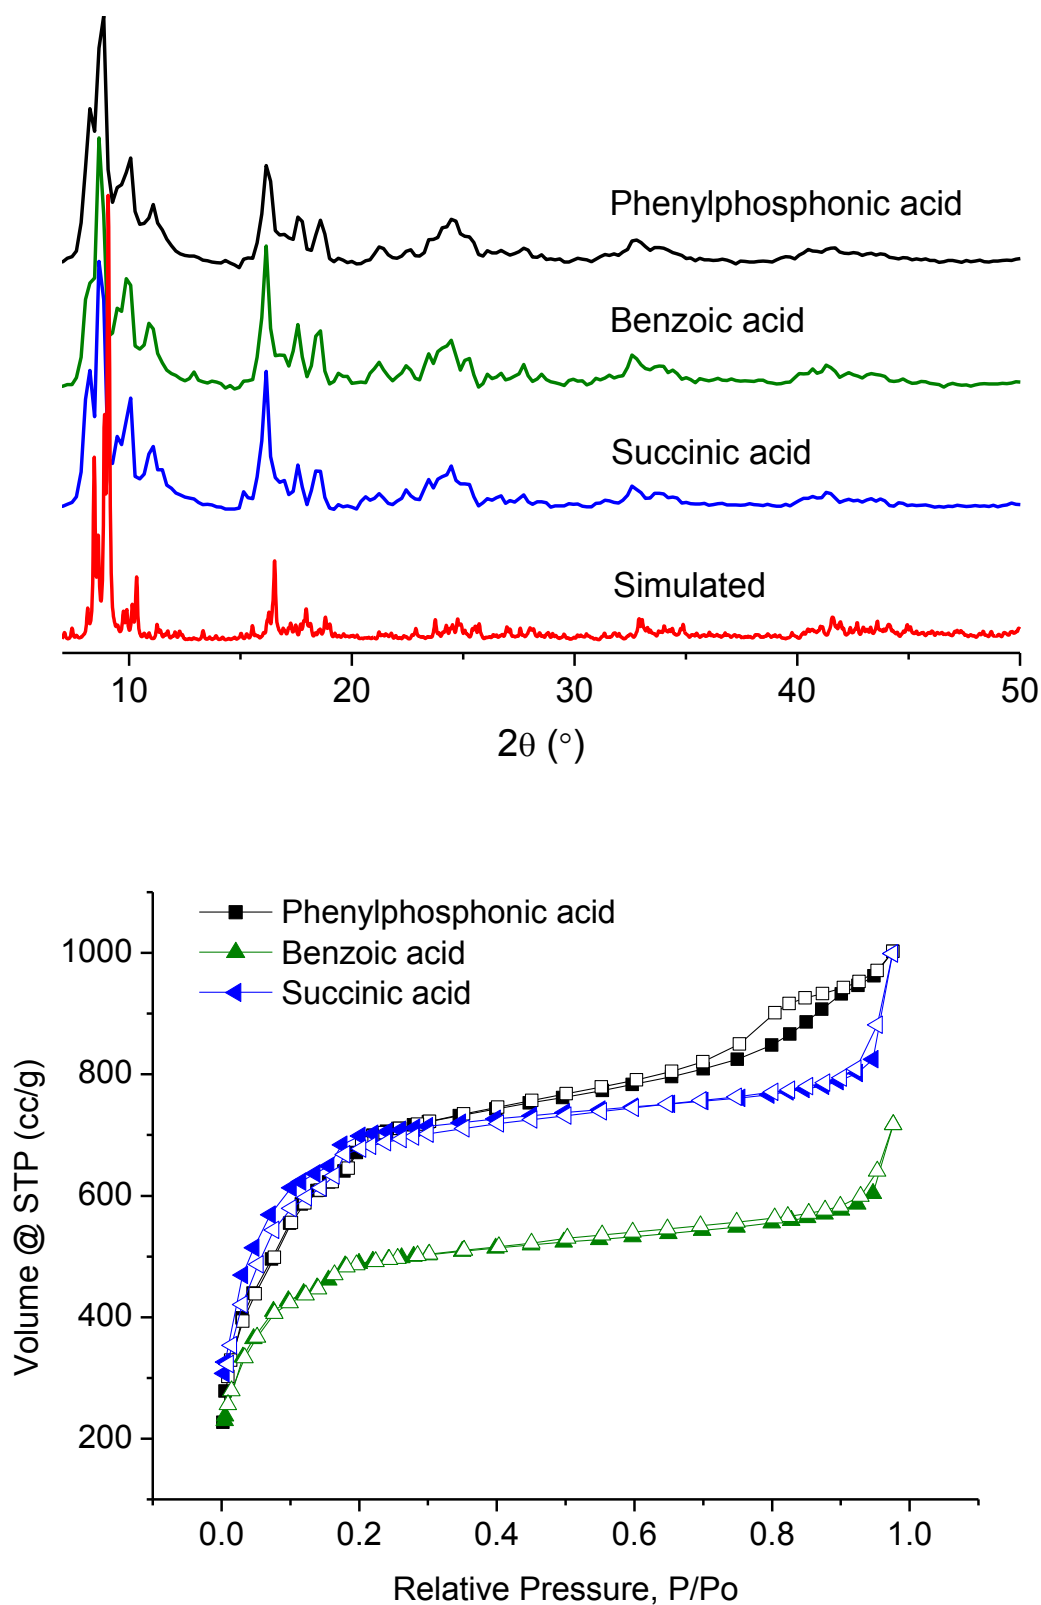 Phenylphosphonic acid
Benzoic acid
Succinic acid
Simulated
10 20 30 40 50
2θ (°)
Phenylphosphonic acid
Benzoic acid
Succinic acid
1000
800
600
400
200
Volume @ STP (cc/g)
0.0 0.2 0.4 0.6 0.8 1.0
Relative Pressure, P/Po